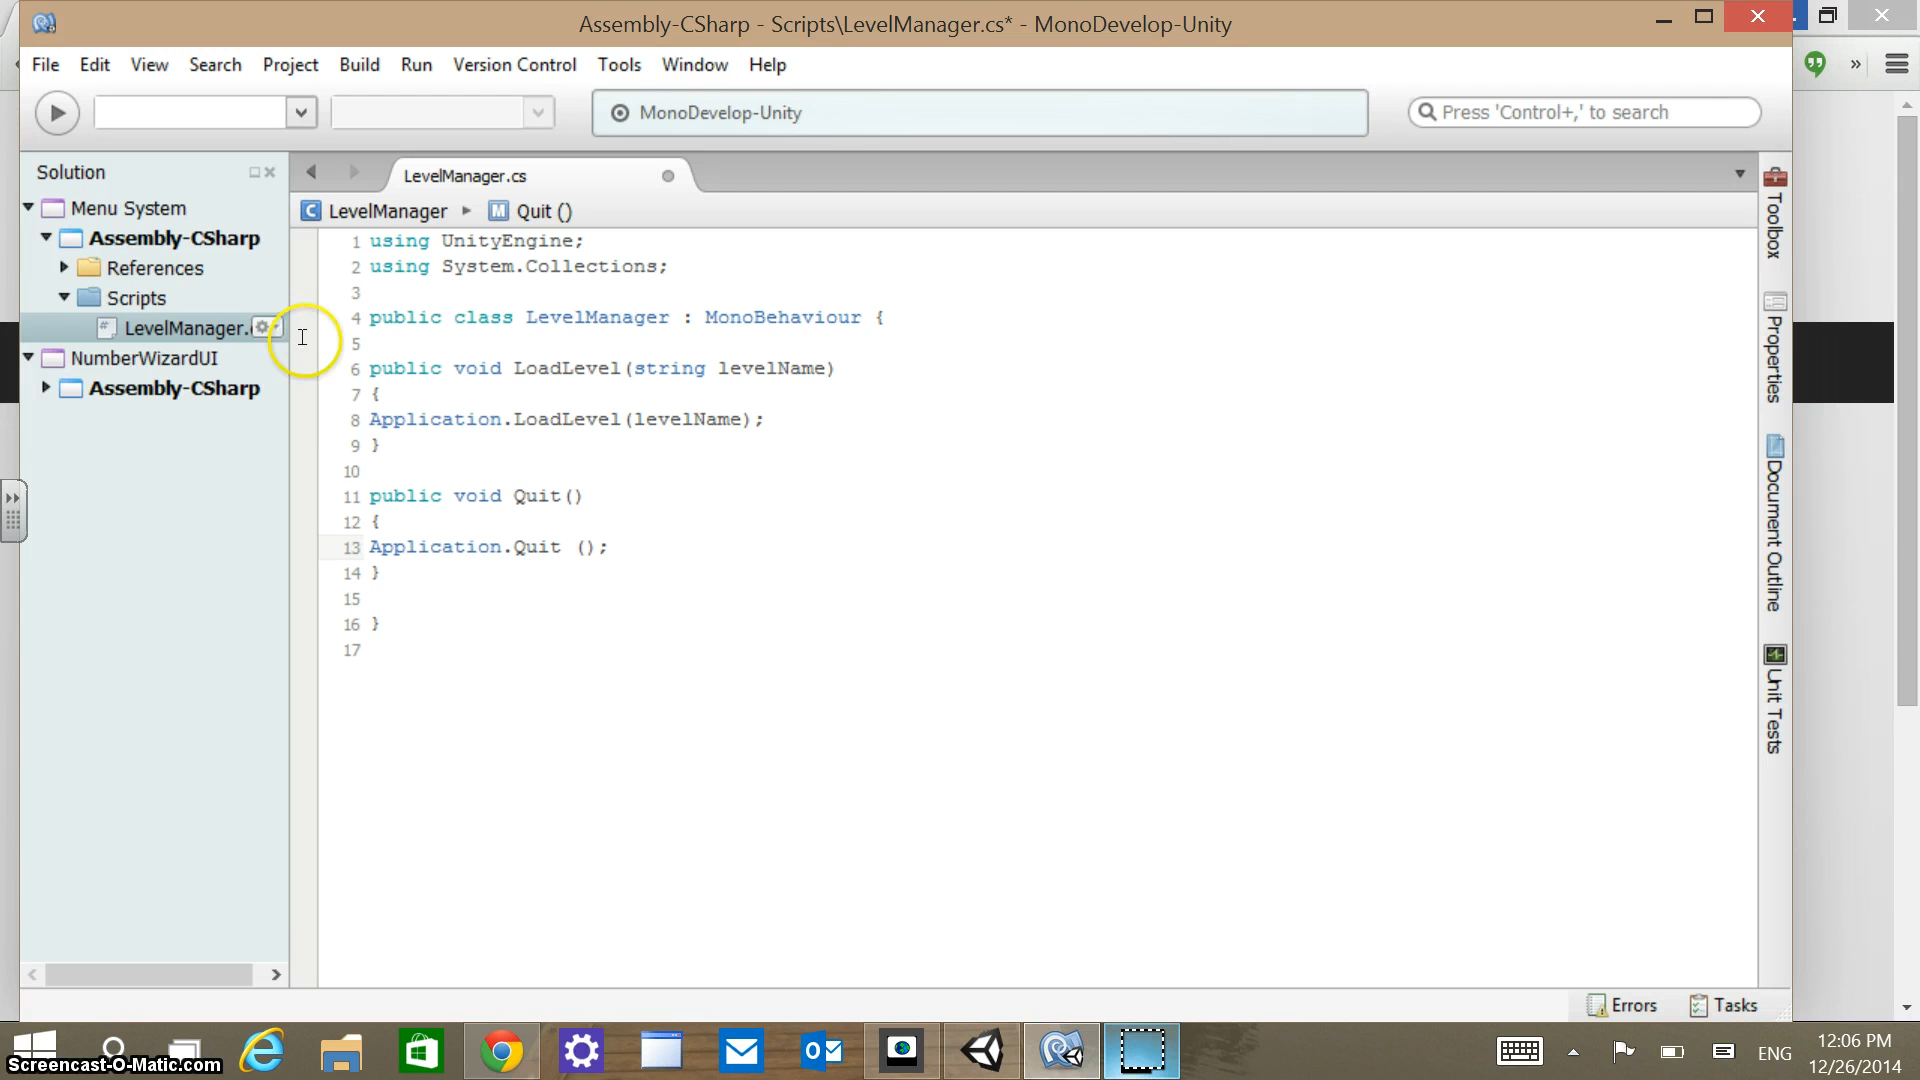 Assembly-CSharp - Scripts\LevelManager.cs* - MonoDevelop-Unity
File Edit View Search Project Build Run Version Control Tools Window Help
MonoDevelop-Unity
Press 'Control+,' to search
Solution
LevelManager.cs
Menu System
LevelManager
M Quit ()
Assembly-CSharp
References
Scripts
LevelManager.
NumberWizardUI
Assembly-CSharp
1 using UnityEngine;
2 using System.Collections;
3
4 public class LevelManager : MonoBehaviour {
5
6 public void LoadLevel(string levelName)
7 {
8 Application.LoadLevel(levelName);
9 }
10
11 public void Quit()
12 {
13 Application.Quit ();
14 }
15
16 }
17
Toolbox
Properties
Document Outline
Unit Tests
Errors Tasks
ENG
12:06 PM
12/26/2014
Screencast-O-Matic.com